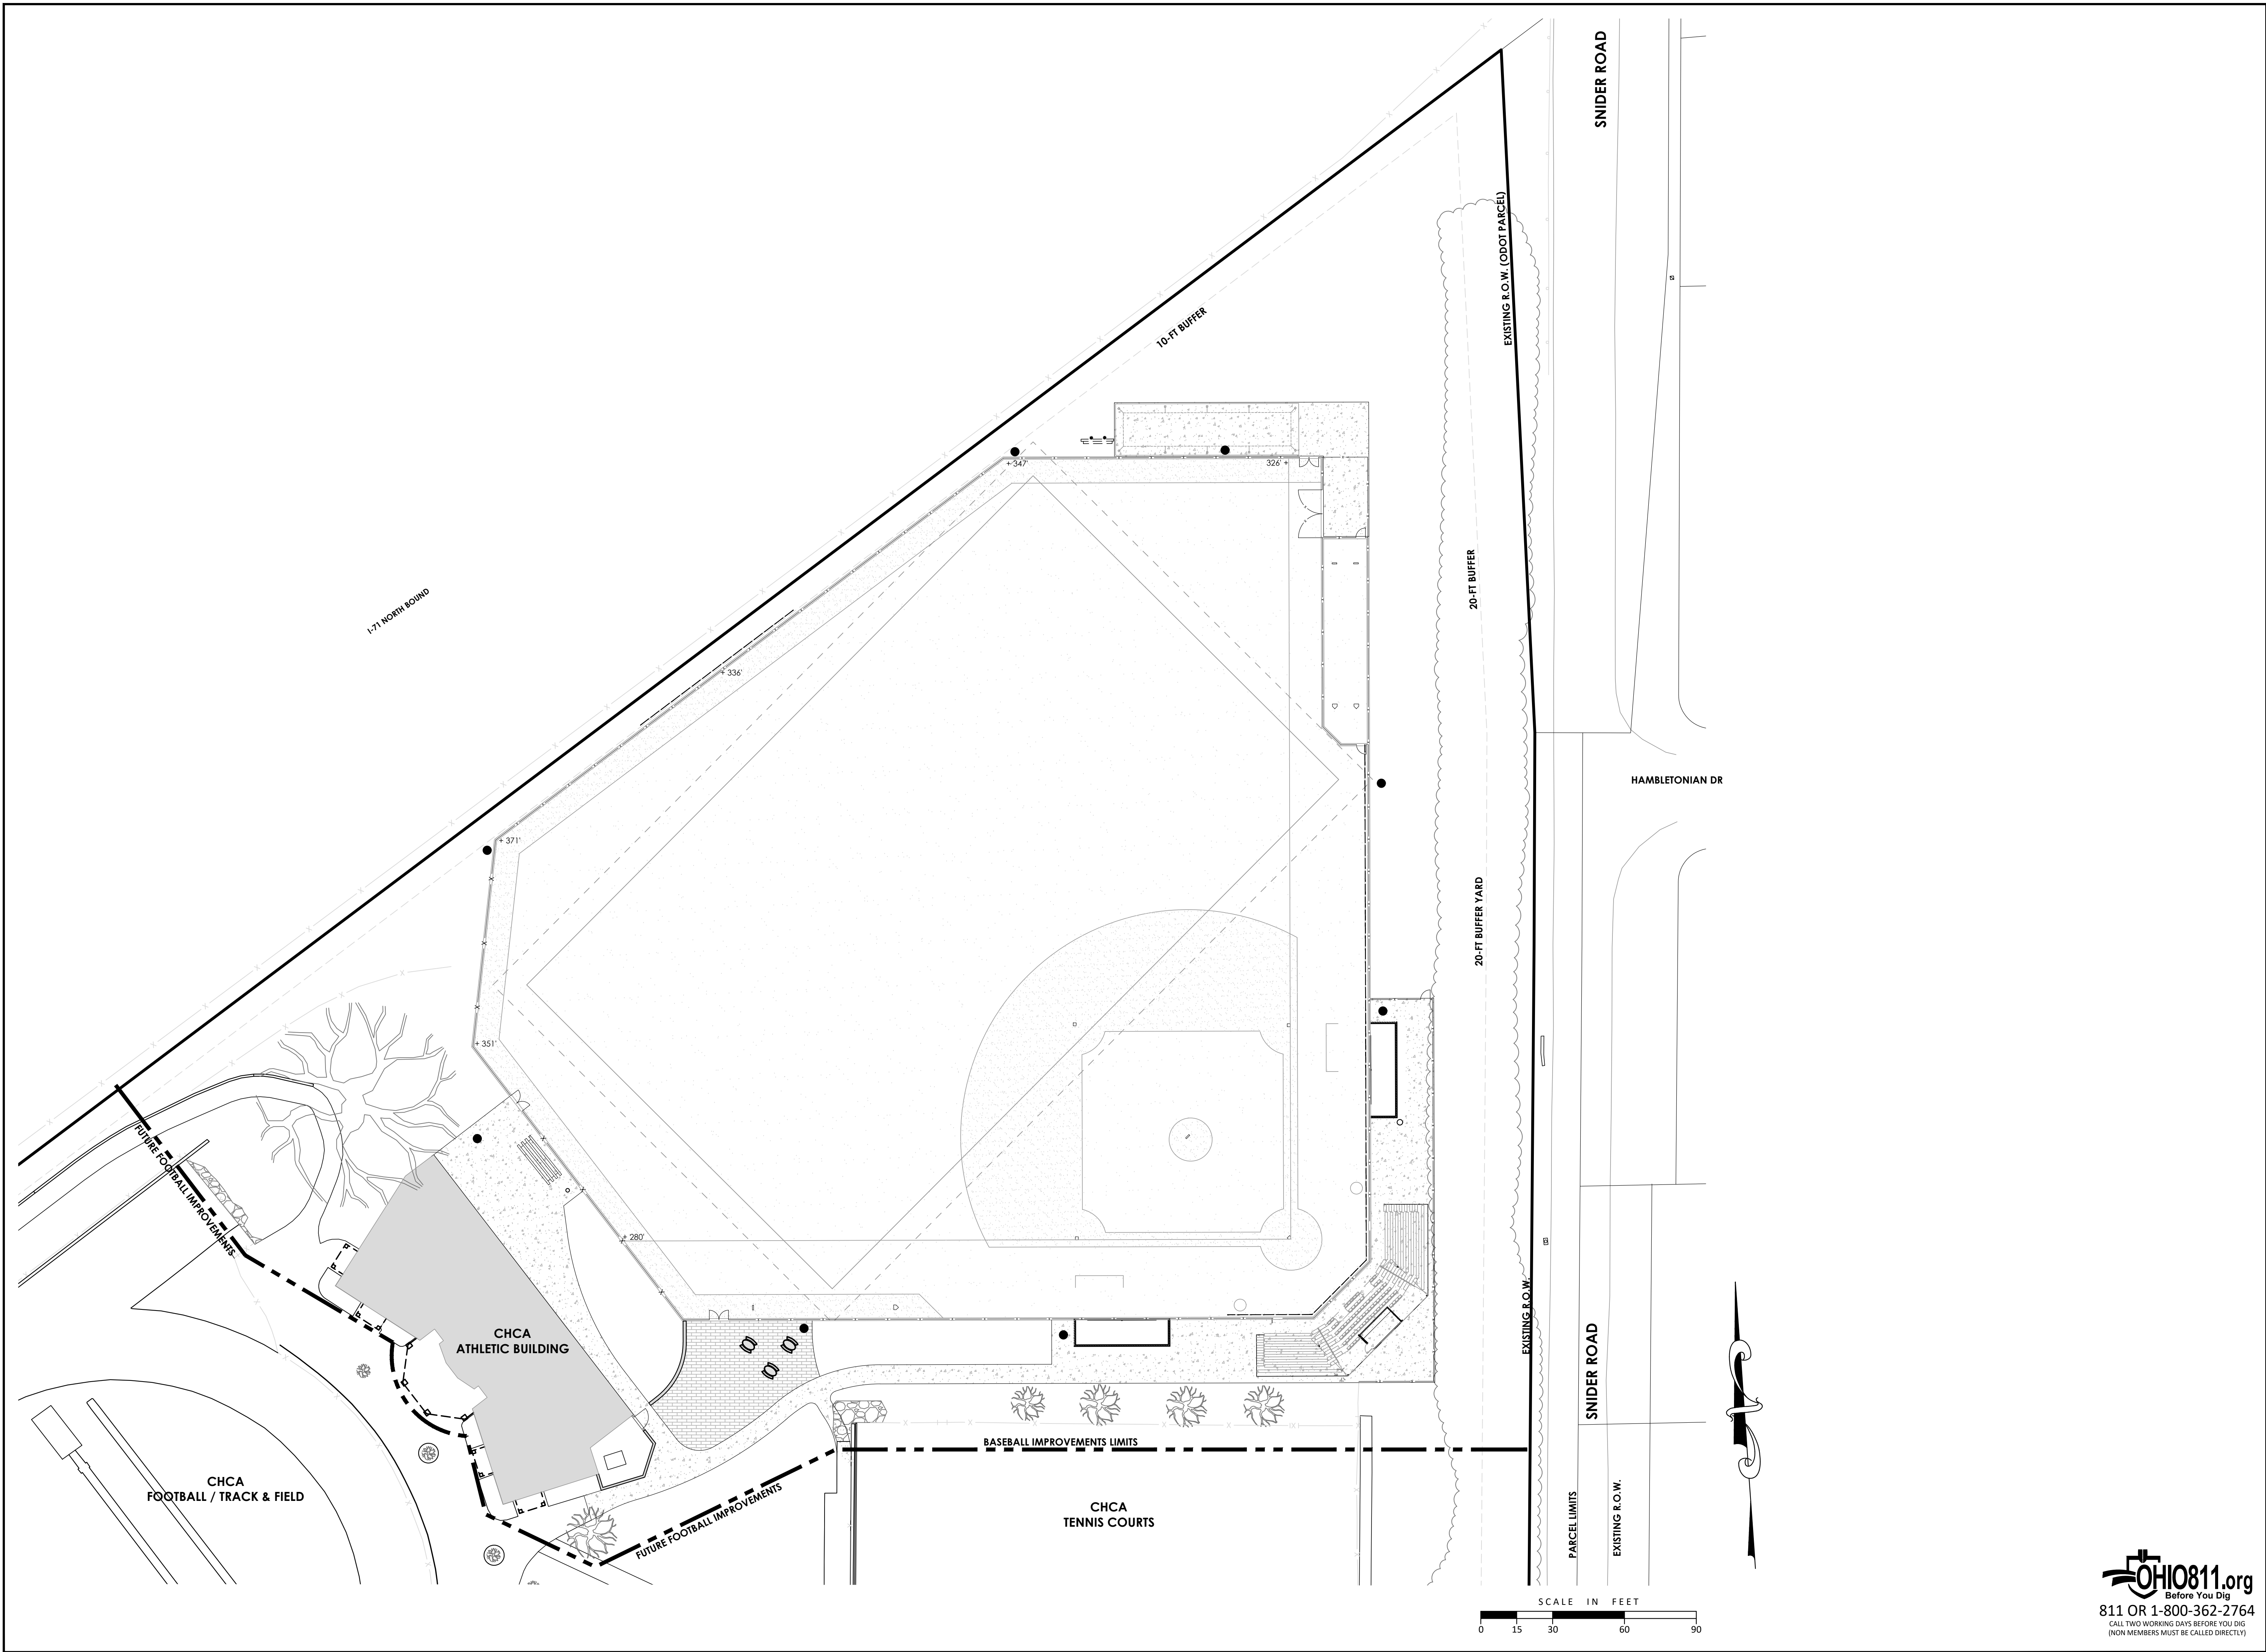 SNIDER ROAD
EXISTING R.O.W. (ODOT PARCEL)
10-FT BUFFER
+ 347'
326' +
I-71 NORTH BOUND
20-FT BUFFER
+ 336'
HAMBLETONIAN DR
+ 371'
20-FT BUFFER YARD
+ 351'
FUTURE FOOTBALL IMPROVEMENTS
+ 280'
EXISTING R.O.W.
CHCA
ATHLETIC BUILDING
SNIDER ROAD
BASEBALL IMPROVEMENTS LIMITS
CHCA
FOOTBALL / TRACK & FIELD
FUTURE FOOTBALL IMPROVEMENTS
CHCA
TENNIS COURTS
PARCEL LIMITS
EXISTING R.O.W.
SCALE IN FEET
0 15 30 60 90
OHIO811.org
Before You Dig
811 OR 1-800-362-2764
CALL TWO WORKING DAYS BEFORE YOU DIG
(NON MEMBERS MUST BE CALLED DIRECTLY)